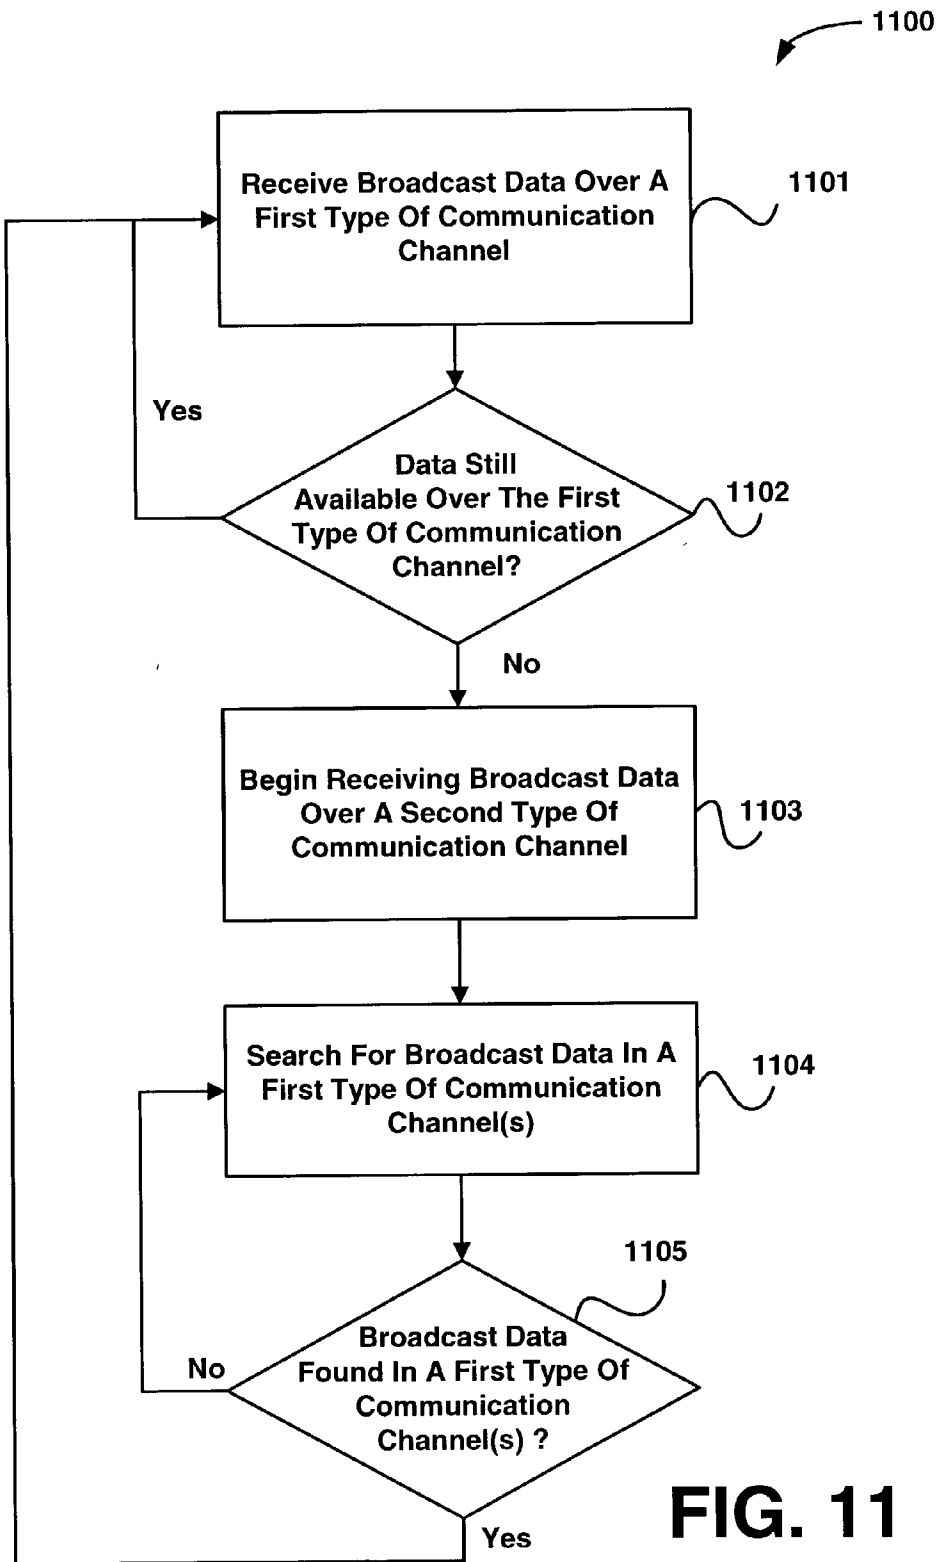 1100
Receive Broadcast Data Over A
First Type Of Communication
Channel
1101
Yes
Data Still
Available Over The First
Type Of Communication
Channel?
1102
No
Begin Receiving Broadcast Data
Over A Second Type Of
Communication Channel
1103
Search For Broadcast Data In A
First Type Of Communication
Channel(s)
1104
1105
Broadcast Data
Found In A First Type Of
Communication
Channel(s) ?
No
Yes
FIG. 11